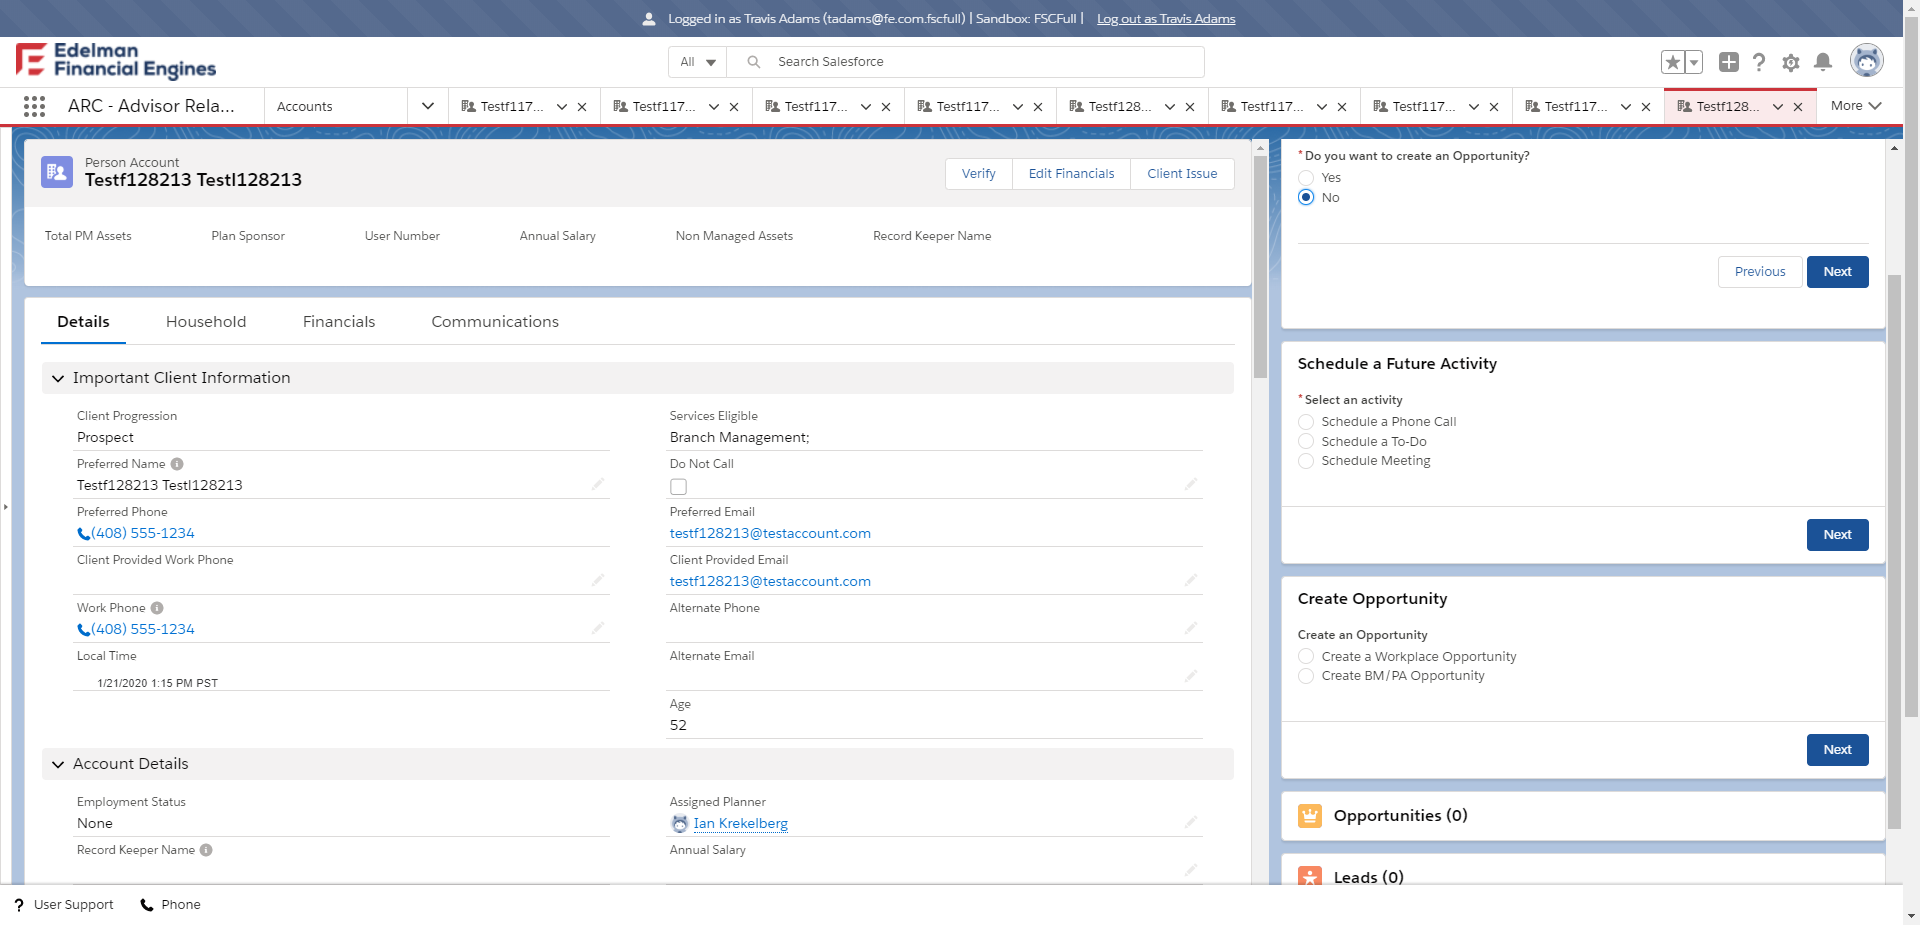 Logged in as Travis Adams (tadams@fe.com.fscfull) | Sandbox: FSCFull | Log out as Travis Adams
Edelman
Financial Engines
All
Search Salesforce
ARC - Advisor Rela...
Accounts
Testf117...
Testf117...
Testf117...
Testf117...
Testf128...
Testf117...
Testf117...
Testf117...
Testf128...
More
Person Account
Testf128213 Testl128213
Verify
Edit Financials
Client Issue
Total PM Assets
Plan Sponsor
User Number
Annual Salary
Non Managed Assets
Record Keeper Name
Details
Household
Financials
Communications
Important Client Information
Client Progression
Prospect
Services Eligible
Branch Management;
Preferred Name
Testf128213 Testl128213
Do Not Call
Preferred Phone
(408) 555-1234
Preferred Email
testf128213@testaccount.com
Client Provided Work Phone
Client Provided Email
testf128213@testaccount.com
Work Phone
(408) 555-1234
Alternate Phone
Local Time
1/21/2020 1:15 PM PST
Alternate Email
Age
52
Account Details
Employment Status
None
Assigned Planner
Ian Krekelberg
Record Keeper Name
Annual Salary
*Do you want to create an Opportunity?
Yes
No
Previous
Next
Schedule a Future Activity
*Select an activity
Schedule a Phone Call
Schedule a To-Do
Schedule Meeting
Next
Create Opportunity
Create an Opportunity
Create a Workplace Opportunity
Create BM/PA Opportunity
Next
Opportunities (0)
Leads (0)
User Support
Phone